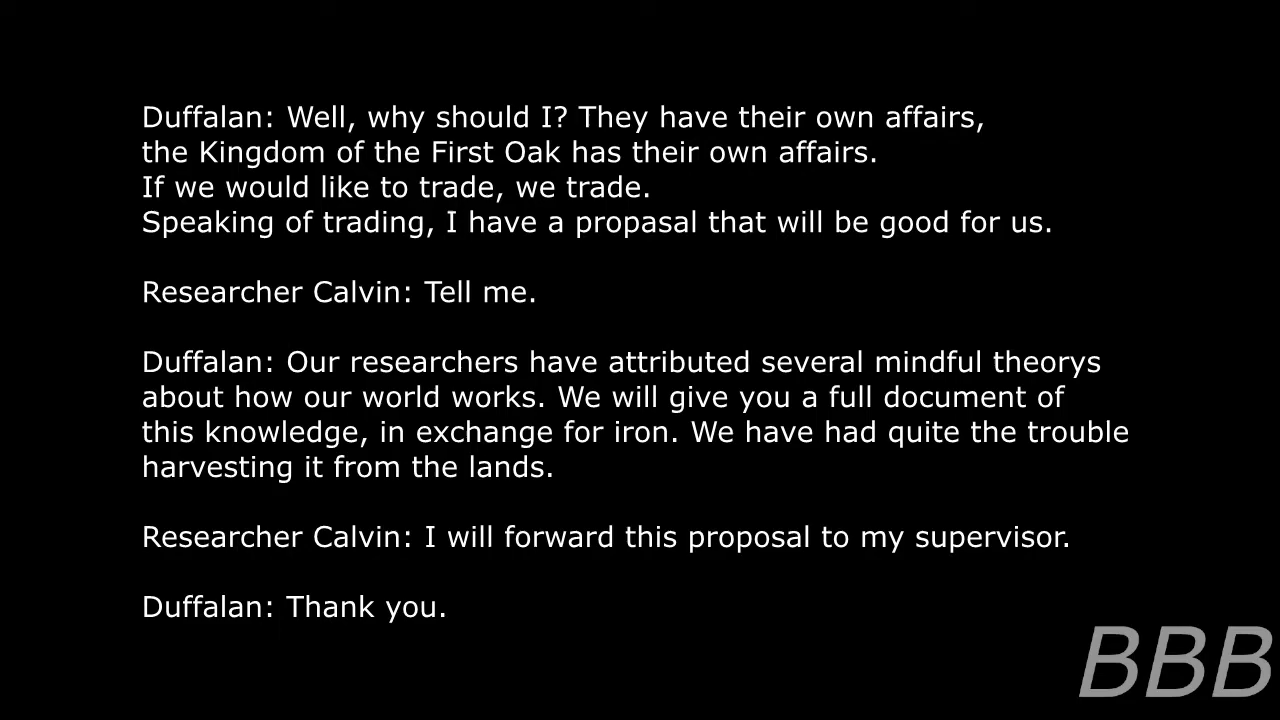 Duffalan: Well, why should I? They have their own affairs,
the Kingdom of the First Oak has their own affairs.
If we would like to trade, we trade.
Speaking of trading, I have a propasal that will be good for us.
Researcher Calvin: Tell me.
Duffalan: Our researchers have attributed several mindful theorys
about how our world works. We will give you a full document of
this knowledge, in exchange for iron. We have had quite the trouble
harvesting it from the lands.
Researcher Calvin: I will forward this proposal to my supervisor.
Duffalan: Thank you.
BBB